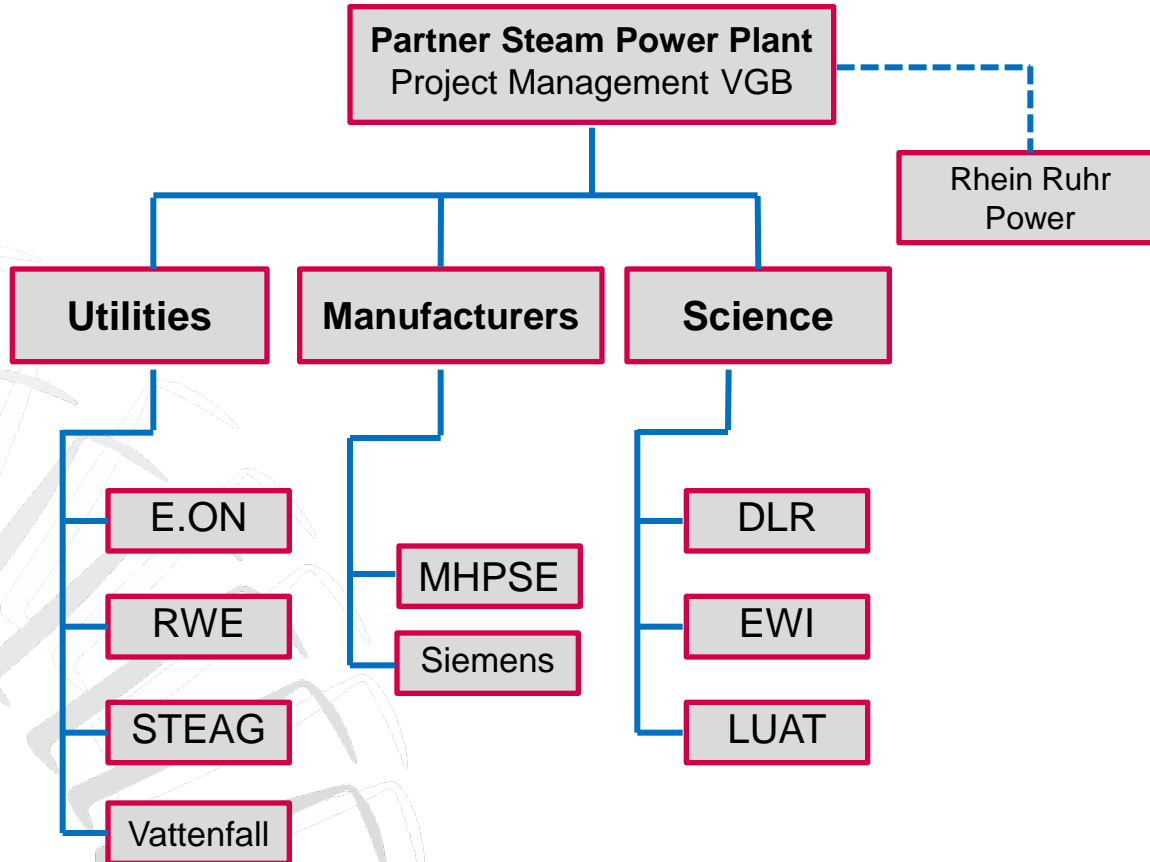 Partner Steam Power Plant
Project Management VGB
Rhein Ruhr
Power
Utilities
Manufacturers
Science
E.ON
RWE
STEAG
Vattenfall
MHPSE
Siemens
DLR
EWI
LUAT